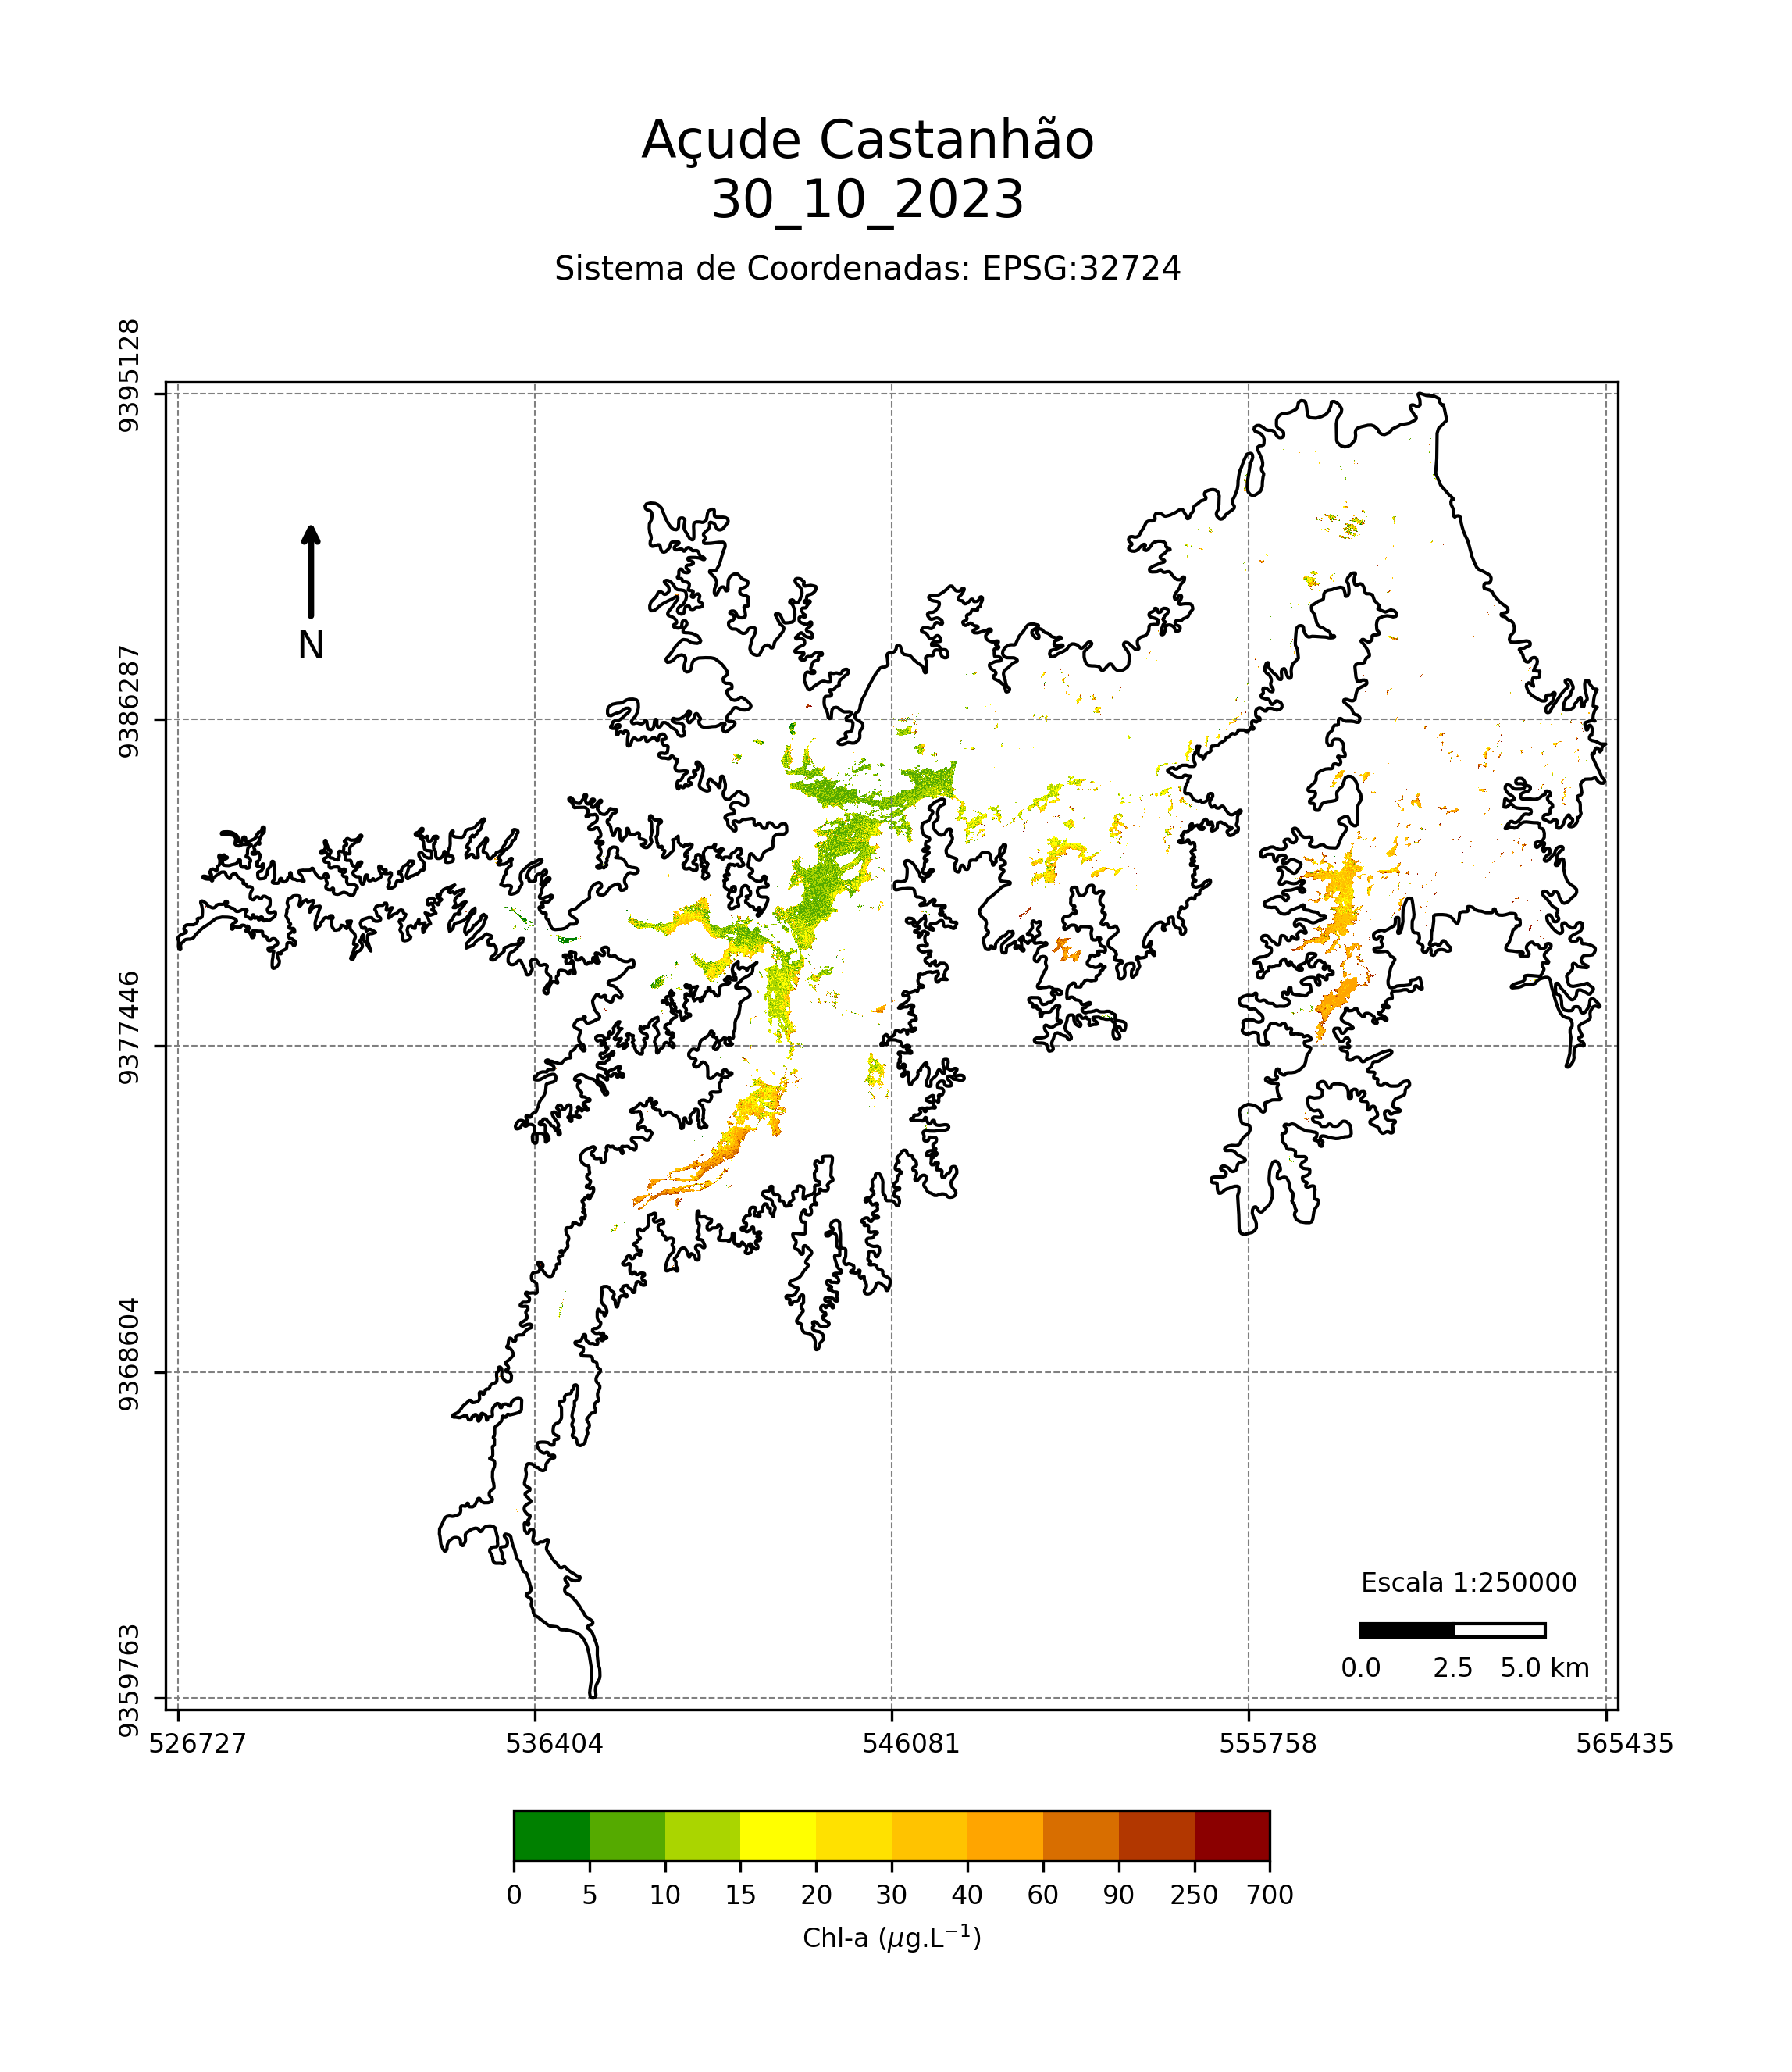 Açude Castanhão
30_10_2023
Sistema de Coordenadas: EPSG:32724
9395128
9386287
9377446
9368604
9359763
N
Escala 1:250000
0.0 2.5 5.0 km
526727 536404 546081 555758 565435
0 5 10 15 20 30 40 60 90 250 700
Chl-a (μg.L⁻¹)